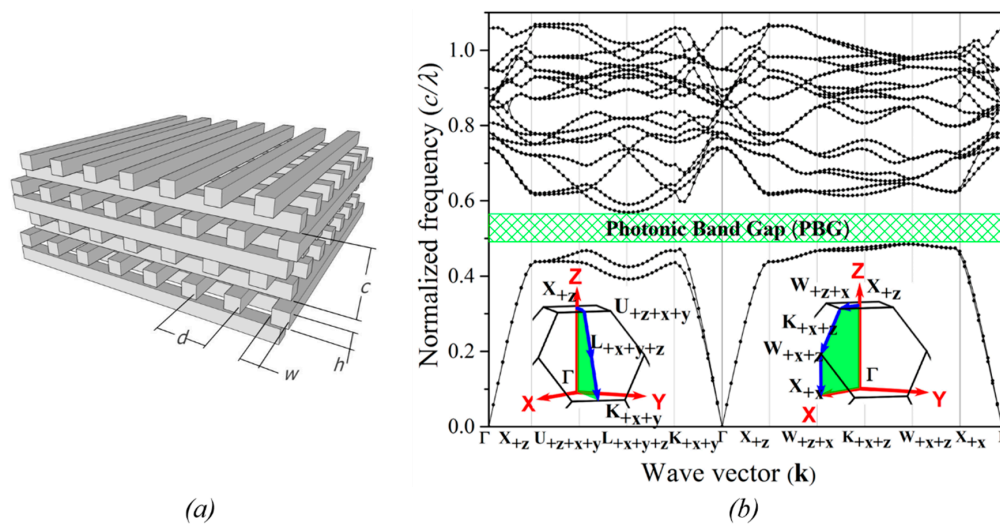 (a)
d
w
c
h
(a)
(b)
Normalized frequency (c/λ)
1.0
0.8
0.6
0.4
0.2
0.0
Photonic Band Gap (PBG)
Z
X+z
U+z+x+y
L+x+y+z
Γ
X
Y
K+x+y
Z
W+z+x
X+z
K+x+z
W+x+z
Γ
X+x
X
Y
Γ X+z U+z+x+y L+x+y+z K+x+y Γ X+z W+z+x K+x+z W+x+z X+x
Wave vector (k)
(b)